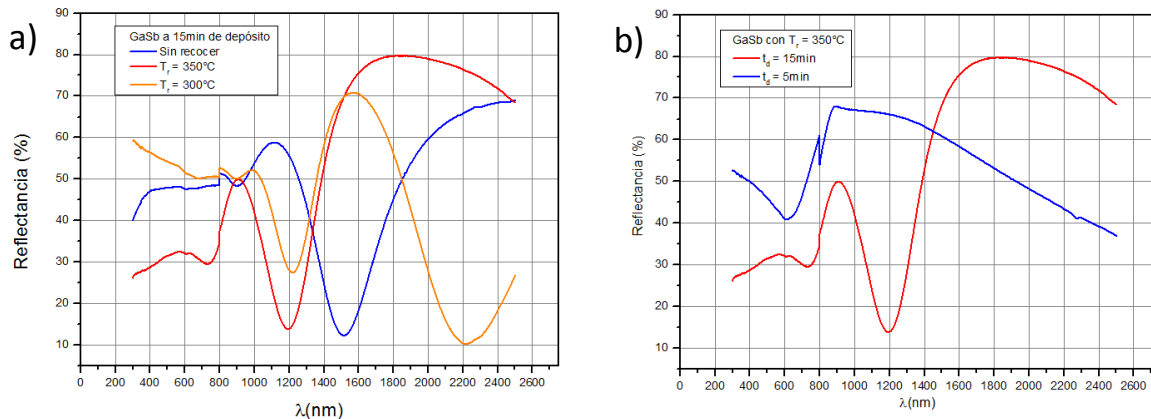 a)
GaSb a 15min de depósito
Sin recocer
Tr = 350°C
Tr = 300°C
Reflectancia (%)
90
80
70
60
50
40
30
20
10
0 200 400 600 800 1000 1200 1400 1600 1800 2000 2200 2400 2600
λ(nm)
b)
GaSb con Tr = 350°C
td = 15min
td = 5min
Reflectancia (%)
90
80
70
60
50
40
30
20
10
0 200 400 600 800 1000 1200 1400 1600 1800 2000 2200 2400 2600
λ(nm)